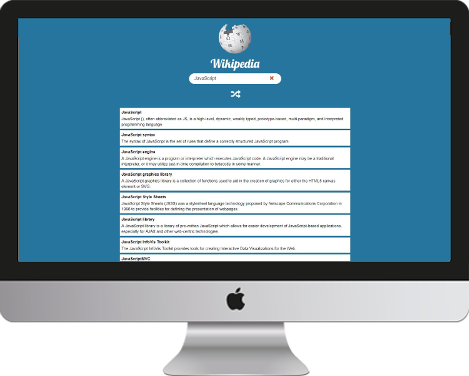 Wikipedia
JavaScript
JavaScript
JavaScript (), often abbreviated as JS, is a high-level, dynamic, weakly typed, prototype-based, multi-paradigm, and interpreted
programming language.
JavaScript syntax
The syntax of JavaScript is the set of rules that define a correctly structured JavaScript program.
JavaScript engine
A JavaScript engine is a program or interpreter which executes JavaScript code. A JavaScript engine may be a traditional
interpreter, or it may utilize just-in-time compilation to bytecode in some manner.
JavaScript graphics library
A JavaScript graphics library is a collection of functions used to aid in the creation of graphics for either the HTML5 canvas
element or SVG.
JavaScript Style Sheets
JavaScript Style Sheets (JSSS) was a stylesheet language technology proposed by Netscape Communications Corporation in
1996 to provide facilities for defining the presentation of webpages.
JavaScript library
A JavaScript library is a library of pre-written JavaScript which allows for easier development of JavaScript-based applications,
especially for AJAX and other web-centric technologies.
JavaScript InfoVis Toolkit
The JavaScript InfoVis Toolkit provides tools for creating Interactive Data Visualizations for the Web.
JavaScriptMVC